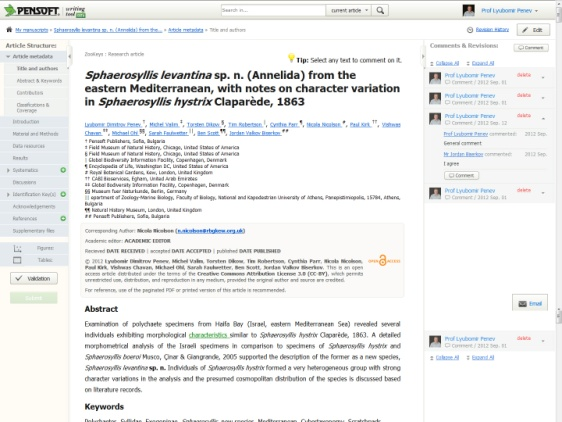 PENSOFT. writing tool
Search is...
current article
Prof Lyubomir Penev
My manuscripts » Sphaerosyllis levantina sp. n. (Annelida) from the... » Article metadata » Title and authors
Revision history
Edit
Article Structure:
Article metadata
Title and authors
Abstract & Keywords
Contributors
Classifications & Coverage
Introduction
Material and Methods
Data resources
Results
Systematics
Discussions
Identification Key(s)
Acknowledgements
References
Supplementary files
Figures
Tables
Validation
Submit
ZooKeys : Research article
Tip: Select any text to comment on it.
Sphaerosyllis levantina sp. n. (Annelida) from the
eastern Mediterranean, with notes on character variation
in Sphaerosyllis hystrix Claparède, 1863
Lyubomir Dimitrov Penev †, Michel Valim ‡, Torsten Dikow §, Tim Robertson |, Cynthia Parr ¶, Nicola Nicolson #, Paul Kirk ††, Vishwas
Chavan ‡‡, Michael Ohl §§, Sarah Faulwetter ||, Ben Scott ¶¶, Jordan Valkov Biserkov ##
† Pensoft Publishers, Sofia, Bulgaria
‡ Field Museum of Natural History, Chicago, United States of America
§ Field Museum of Natural History, Chicago, United States of America
| Global Biodiversity Information Facility, Copenhagen, Denmark
¶ Encyclopedia of Life, Washington DC, United States of America
# Royal Botanic Gardens, Kew, London, United Kingdom
†† CABI Bioservices, Egham, United Arab Emirates
‡‡ Global Biodiversity Information Facility, Copenhagen, Denmark
§§ Museum fuer Naturkunde, Berlin, Germany
|| department of Zoology-Marine Biology, Faculty of Biology, National and Kapodestrian University of Athens, Panepistimiopolis, 15784, Athens,
Bulgaria
¶¶ Natural History Museum, London, United Kingdom
## Pensoft Publishers, Sofia, Bulgaria
Corresponding Author: Nicola Nicolson (n.nicolson@rbgkew.org.uk)
Academic editor: ACADEMIC EDITOR
Received DATE RECEIVED | accepted DATE ACCEPTED | published DATE PUBLISHED
© 2012 Lyubomir Dimitrov Penev, Michel Valim, Torsten Dikow, Tim Robertson, Cynthia Parr, Nicola Nicolson,
Paul Kirk, Vishwas Chavan, Michael Ohl, Sarah Faulwetter, Ben Scott, Jordan Valkov Biserkov. This is an open
access article distributed under the terms of the Creative Commons Attribution License 3.0 (CC-BY), which permits
unrestricted use, distribution, and reproduction in any medium, provided the original author and source are credited.
For reference, use of the paginated PDF or printed version of this article is recommended.
OPEN ACCESS
Abstract
Examination of polychaete specimens from Haifa Bay (Israel, eastern Mediterranean Sea) revealed several
individuals exhibiting morphological characteristics similar to Sphaerosyllis hystrix Claparède, 1863. A detailed
morphometrical analysis of the Israeli specimens in comparison to specimens of Sphaerosyllis hystrix and
Sphaerosyllis boeroi Musco, Çinar & Giangrande, 2005 supported the description of the former as a new species,
Sphaerosyllis levantina sp. n. Individuals of Sphaerosyllis hystrix formed a very heterogeneous group with strong
character variations in the analysis and the presumed cosmopolitan distribution of the species is discussed based
on literature records.
Keywords
Comments & Revisions:
Comment
Collapse All Expand All
Prof Lyubomir Penev delete
Comment / 2012 Sep. 01
Prof Lyubomir Penev delete
Comment / 2012 Sep. 01
Prof Lyubomir Penev delete
Comment / 2012 Sep. 12
Prof Lyubomir Penev commented: 2012 Sep.
General comment
Mr Jordan Biserkov commented: 2012 Sep.
I agree
Comment
Prof Lyubomir Penev delete
Comment / 2012 Sep. 01
Email
Prof Lyubomir Penev delete
Comment / 2012 Sep. 01
Collapse All Expand All